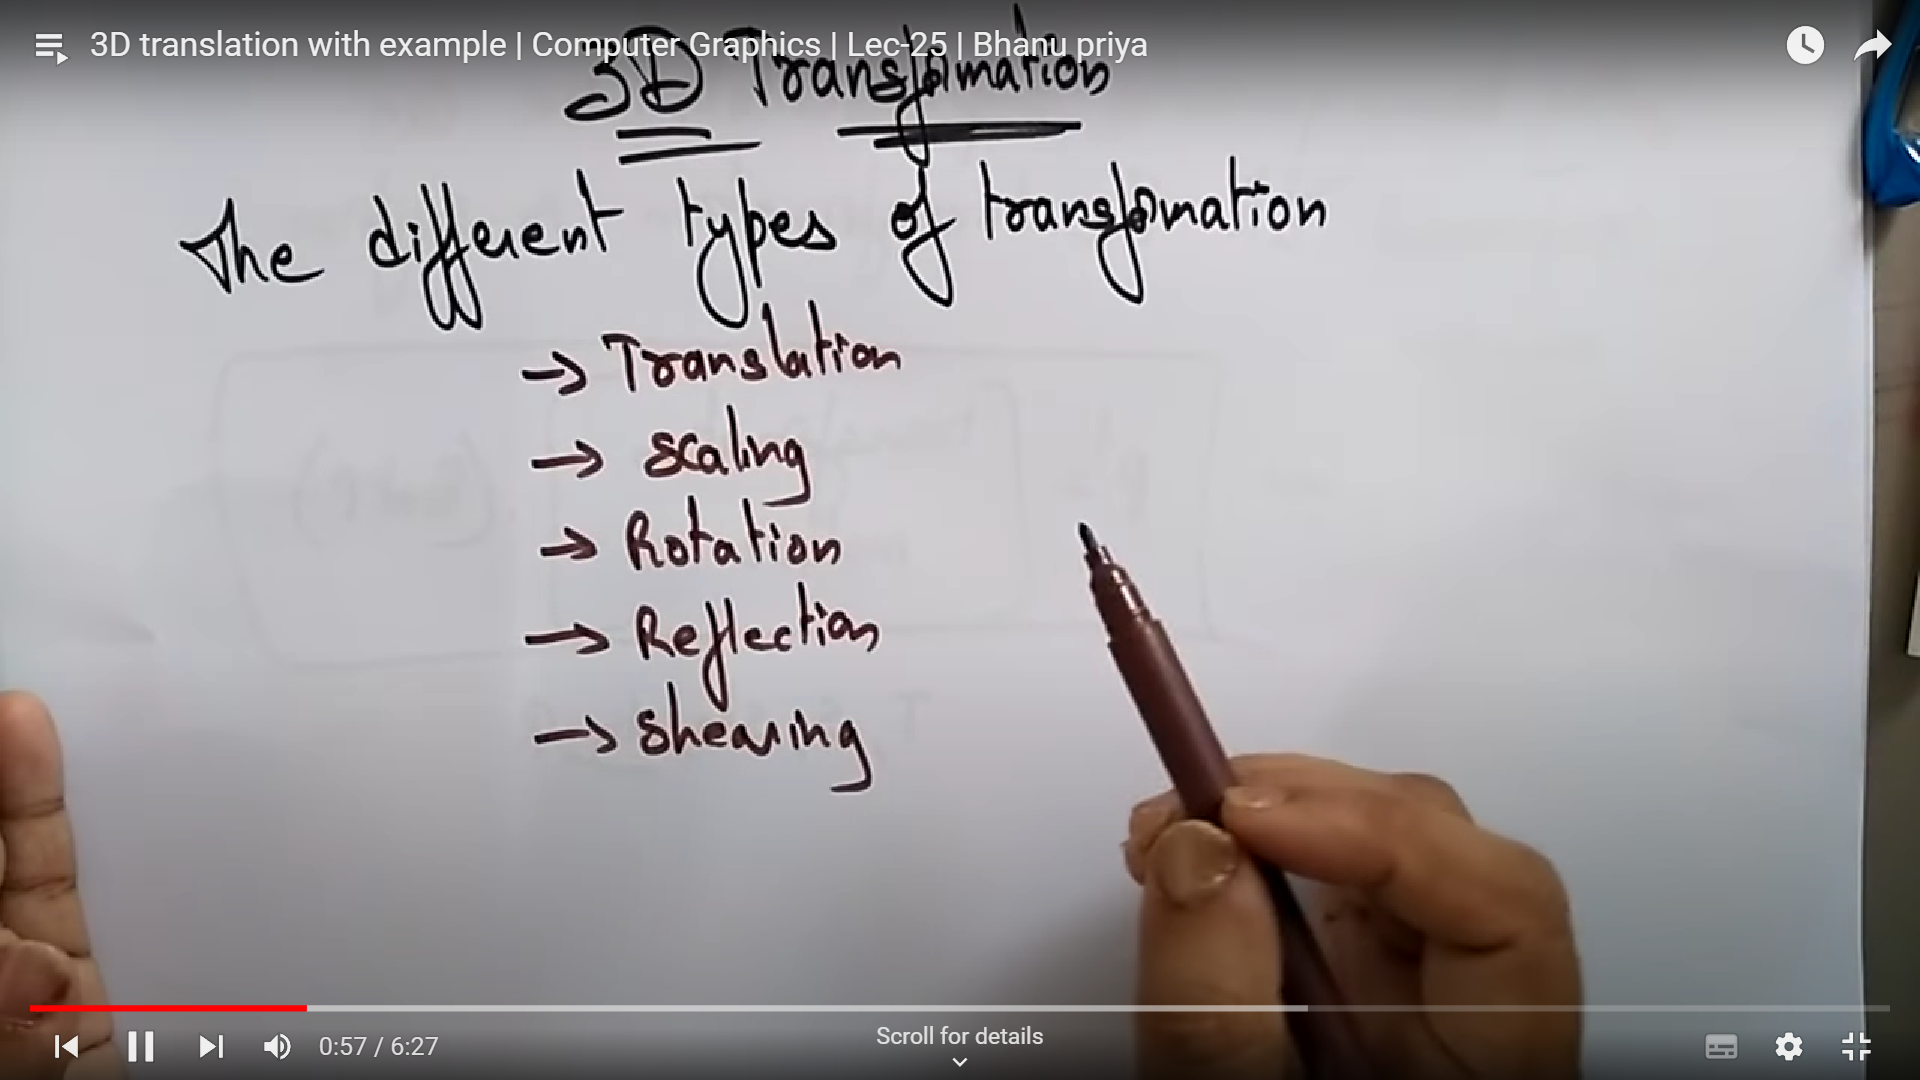 3D translation with example | Computer Graphics | Lec-25 | Bhanu priya
3D Transformation
The different types of transformation
→ Translation
→ scaling
→ Rotation
→ Reflection
→ shearing
0:57 / 6:27
Scroll for details